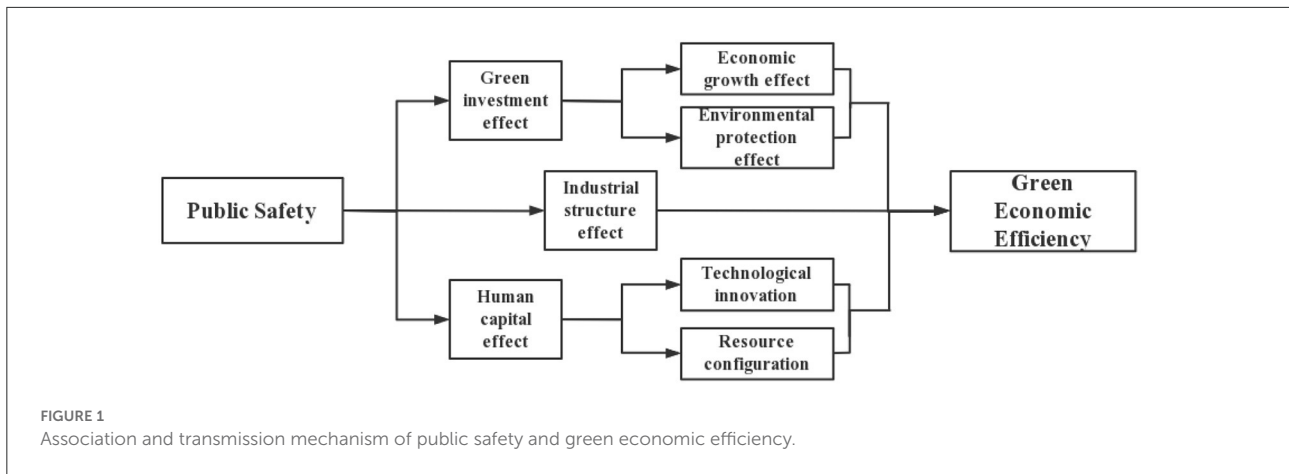 Public Safety
Green
investment
effect
Economic
growth effect
Environmental
protection
effect
Industrial
structure
effect
Human
capital
effect
Technological
innovation
Resource
configuration
Green
Economic
Efficiency
FIGURE 1
Association and transmission mechanism of public safety and green economic efficiency.